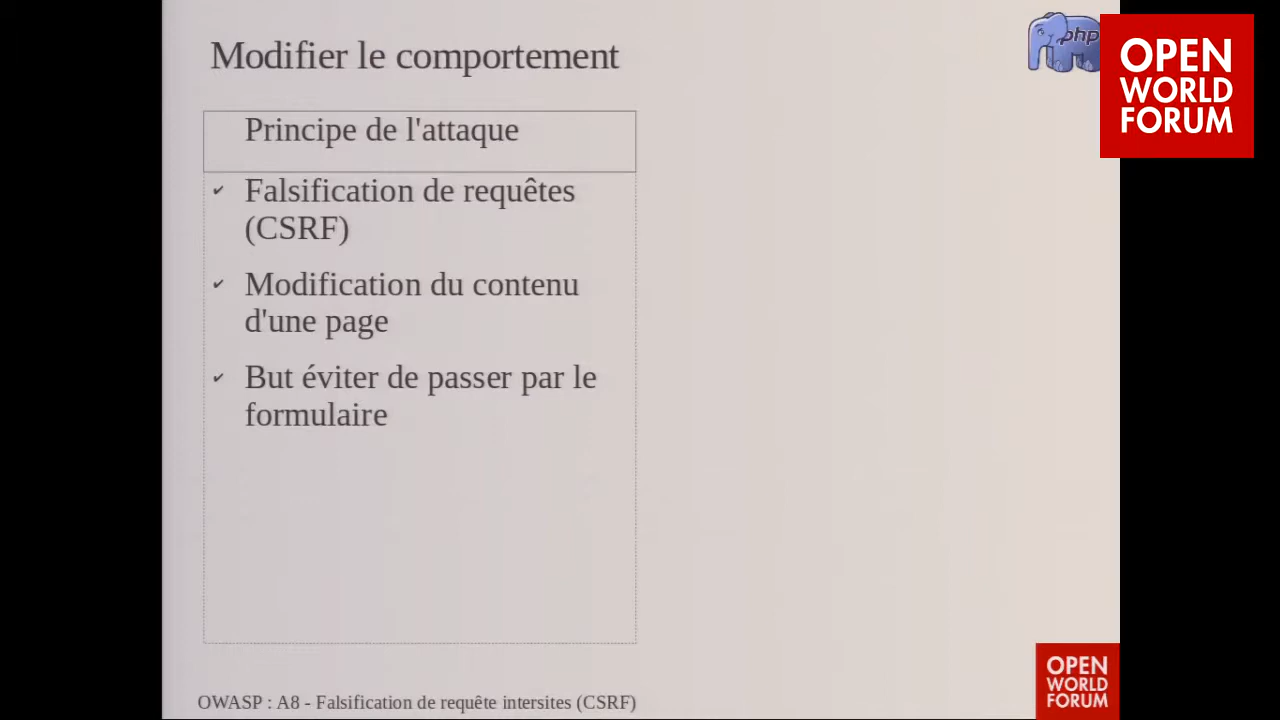 Modifier le comportement
php
OPEN
WORLD
FORUM
Principe de l'attaque
✔ Falsification de requêtes
(CSRF)
✔ Modification du contenu
d'une page
✔ But éviter de passer par le
formulaire
OWASP : A8 - Falsification de requête intersites (CSRF)
OPEN
WORLD
FORUM